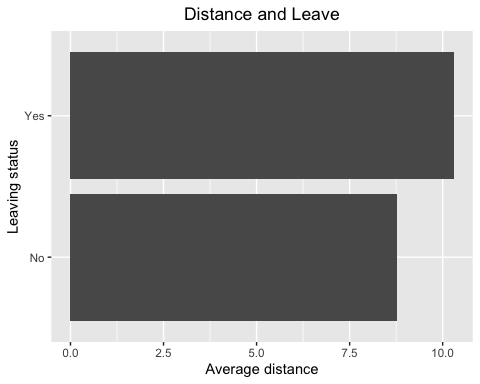 Distance and Leave
Leaving status
Yes
No
0.0 2.5 5.0 7.5 10.0
Average distance